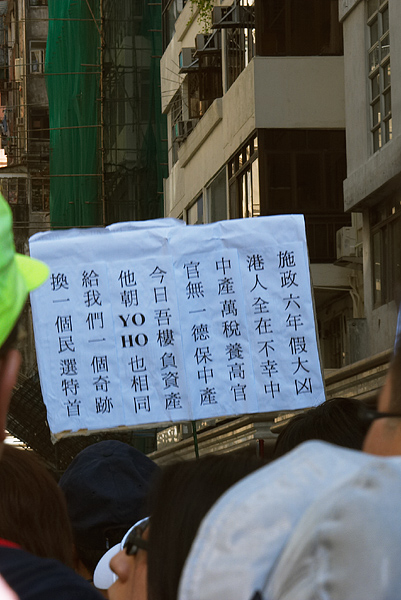 施政六年假大凶
港人全在不幸中
中產萬稅養高官
官無一德保中產
今日吾樓負資產
他朝YOHO也相同
給我們一個奇跡
換一個民選特首